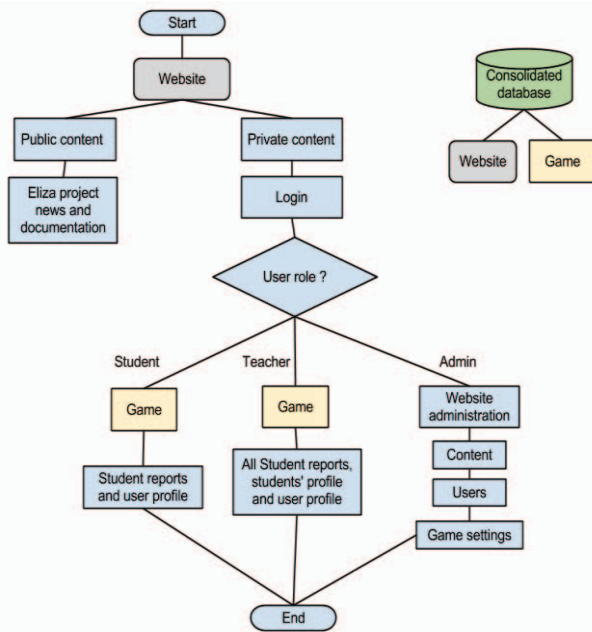 Start
Website
Public content
Private content
Eliza project
news and
documentation
Login
User role ?
Student
Teacher
Admin
Game
Game
Website
administration
Student reports
and user profile
All Student reports,
students' profile
and user profile
Content
Users
Game settings
End
Consolidated
database
Website
Game